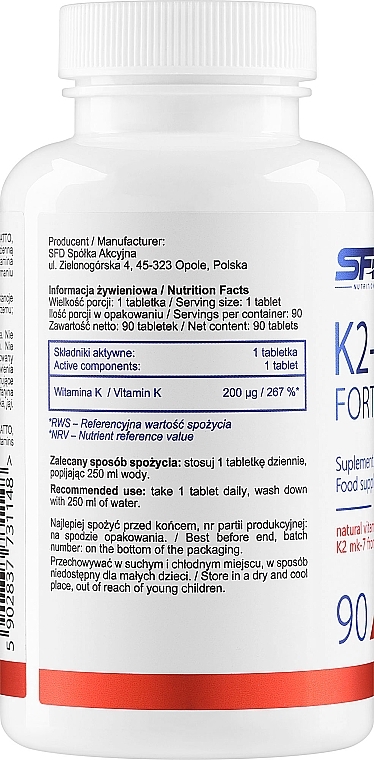 Producent / Manufacturer:
SFD Spółka Akcyjna
ul. Zielonogórska 4, 45-323 Opole, Polska
Informacja żywieniowa / Nutrition Facts
Wielkość porcji: 1 tabletka / Serving size: 1 tablet
Ilość porcji w opakowaniu / Servings per container: 90
Zawartość netto: 90 tabletek / Net content: 90 tablets
Składniki aktywne: 1 tabletka
Active components: 1 tablet
Witamina K / Vitamin K 200 µg / 267 %*
*RWS – Referencyjna wartość spożycia
*NRV – Nutrient reference value
Zalecany sposób spożycia: stosuj 1 tabletkę dziennie,
popijając 250 ml wody.
Recommended use: take 1 tablet daily, wash down
with 250 ml of water.
Najlepiej spożyć przed końcem, nr partii produkcyjnej:
na spodzie opakowania. / Best before end, batch
number: on the bottom of the packaging.
Przechowywać w suchym i chłodnym miejscu, w sposób
niedostępny dla małych dzieci. / Store in a dry and cool
place, out of reach of young children.
5902837731148
SFD
NUTRITION
K2-
FORT
Suplement
Food supp
natural vitam
K2 mk-7 fro
90